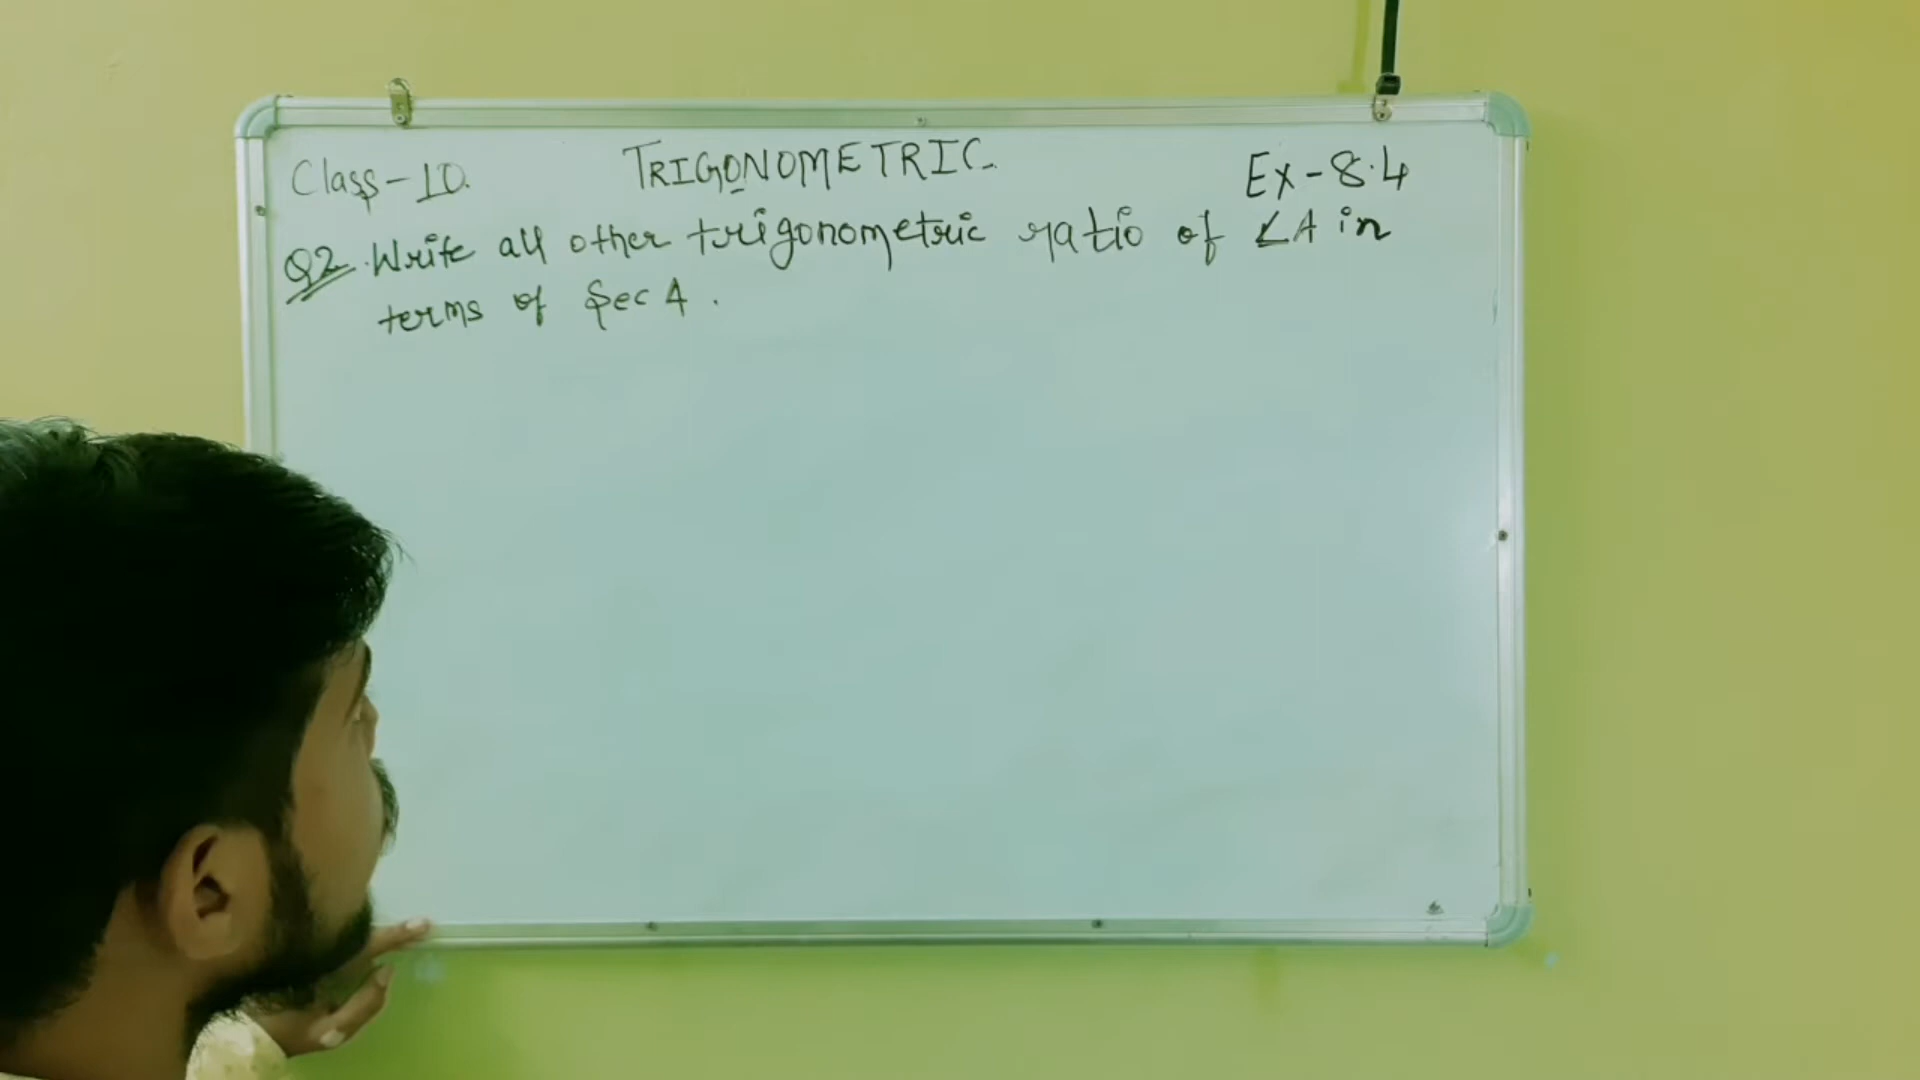 Class-10. TRIGONOMETRIC. Ex-8.4
Q2. Write all other trigonometric ratio of ∠A in
terms of Sec A.